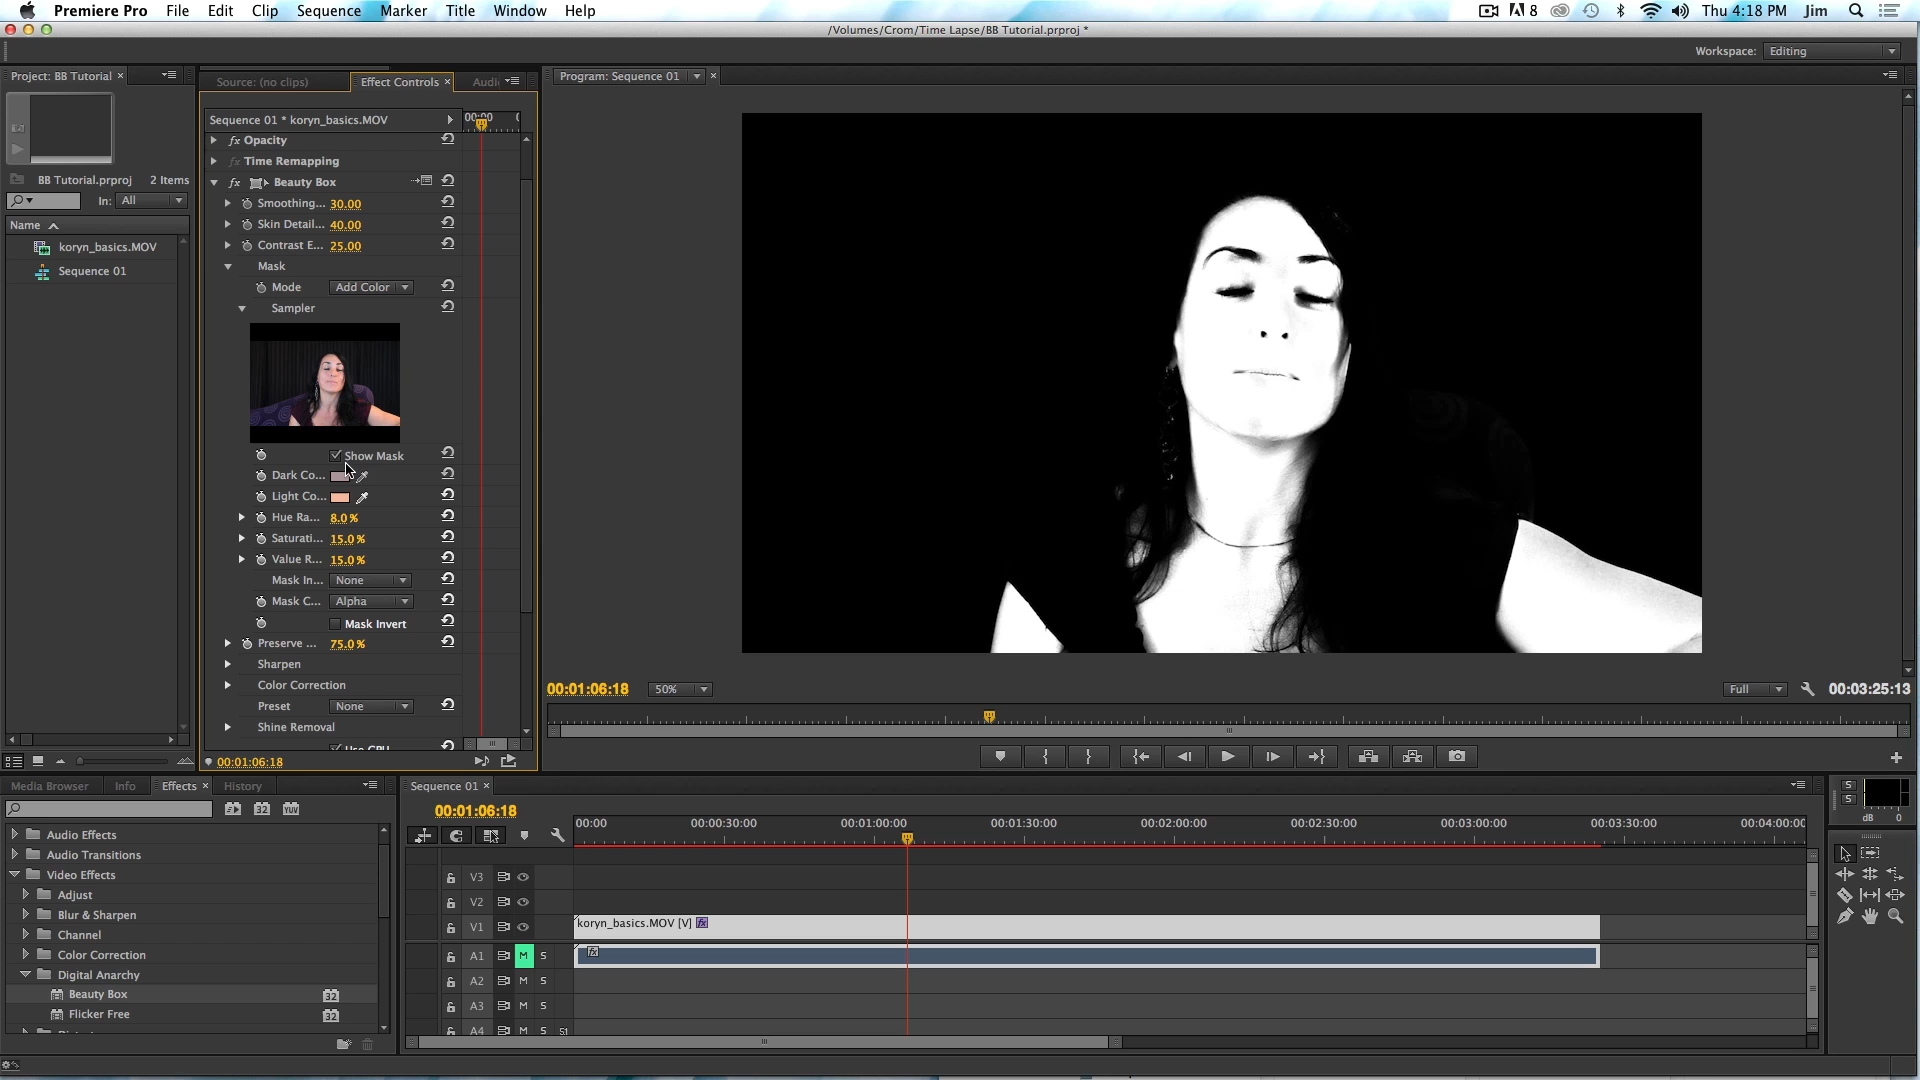 Premiere Pro File Edit Clip Sequence Marker Title Window Help
8 Thu 4:18 PM Jim
/Volumes/Crom/Time Lapse/BB Tutorial.prproj *
Workspace: Editing
Project: BB Tutorial ×
BB Tutorial.prproj 2 Items
In: All
Name
koryn_basics.MOV
Sequence 01
Source: (no clips) Effect Controls ×
Sequence 01 * koryn_basics.MOV
00:00
fx Opacity
fx Time Remapping
fx Beauty Box
Smoothing... 30.00
Skin Detail... 40.00
Contrast E... 25.00
Mask
Mode Add Color
Sampler
Show Mask
Dark Co...
Light Co...
Hue Ra... 8.0 %
Saturati... 15.0 %
Value R... 15.0 %
Mask In... None
Mask C... Alpha
Mask Invert
Preserve ... 75.0 %
Sharpen
Color Correction
Preset None
Shine Removal
Use GPU
00:01:06:18
Program: Sequence 01 ×
00:01:06:18 50% Full 00:03:25:13
Media Browser Info Effects × History
32 YUV
Audio Effects
Audio Transitions
Video Effects
Adjust
Blur & Sharpen
Channel
Color Correction
Digital Anarchy
Beauty Box 32
Flicker Free 32
Sequence 01 ×
00:01:06:18
00:00 00:00:30:00 00:01:00:00 00:01:30:00 00:02:00:00 00:02:30:00 00:03:00:00 00:03:30:00 00:04:00:00
V3
V2
V1 koryn_basics.MOV [V] fx
A1 M S fx
A2 M S
A3 M S
A4 M S S1
S
S
dB 0